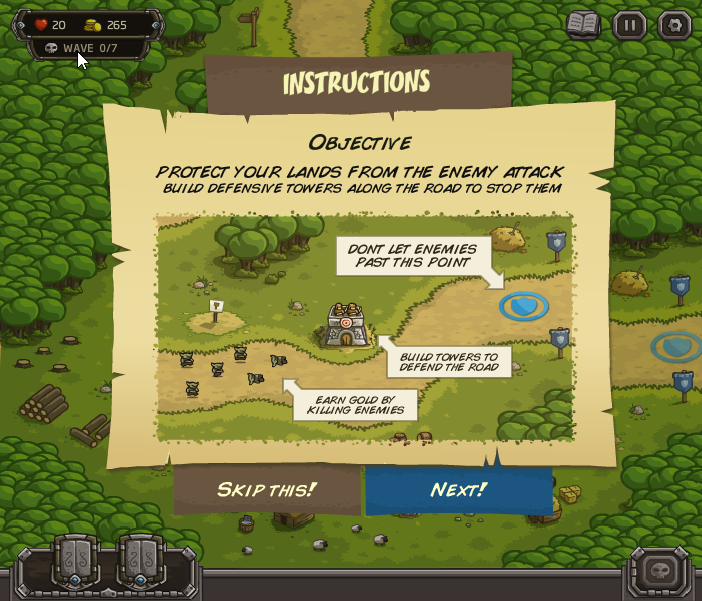 20 265
WAVE 0/7
INSTRUCTIONS
OBJECTIVE
PROTECT YOUR LANDS FROM THE ENEMY ATTACK
BUILD DEFENSIVE TOWERS ALONG THE ROAD TO STOP THEM
DONT LET ENEMIES
PAST THIS POINT
BUILD TOWERS TO
DEFEND THE ROAD
EARN GOLD BY
KILLING ENEMIES
SKIP THIS!
NEXT!